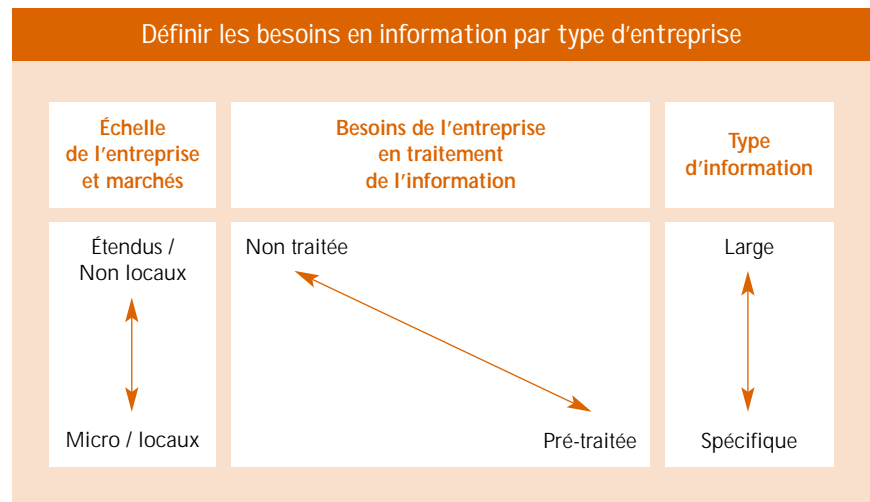 Définir les besoins en information par type d'entreprise
Échelle
de l'entreprise
et marchés
Besoins de l'entreprise
en traitement
de l'information
Type
d'information
Étendus /
Non locaux
Non traitée
Large
Micro / locaux
Pré-traitée
Spécifique